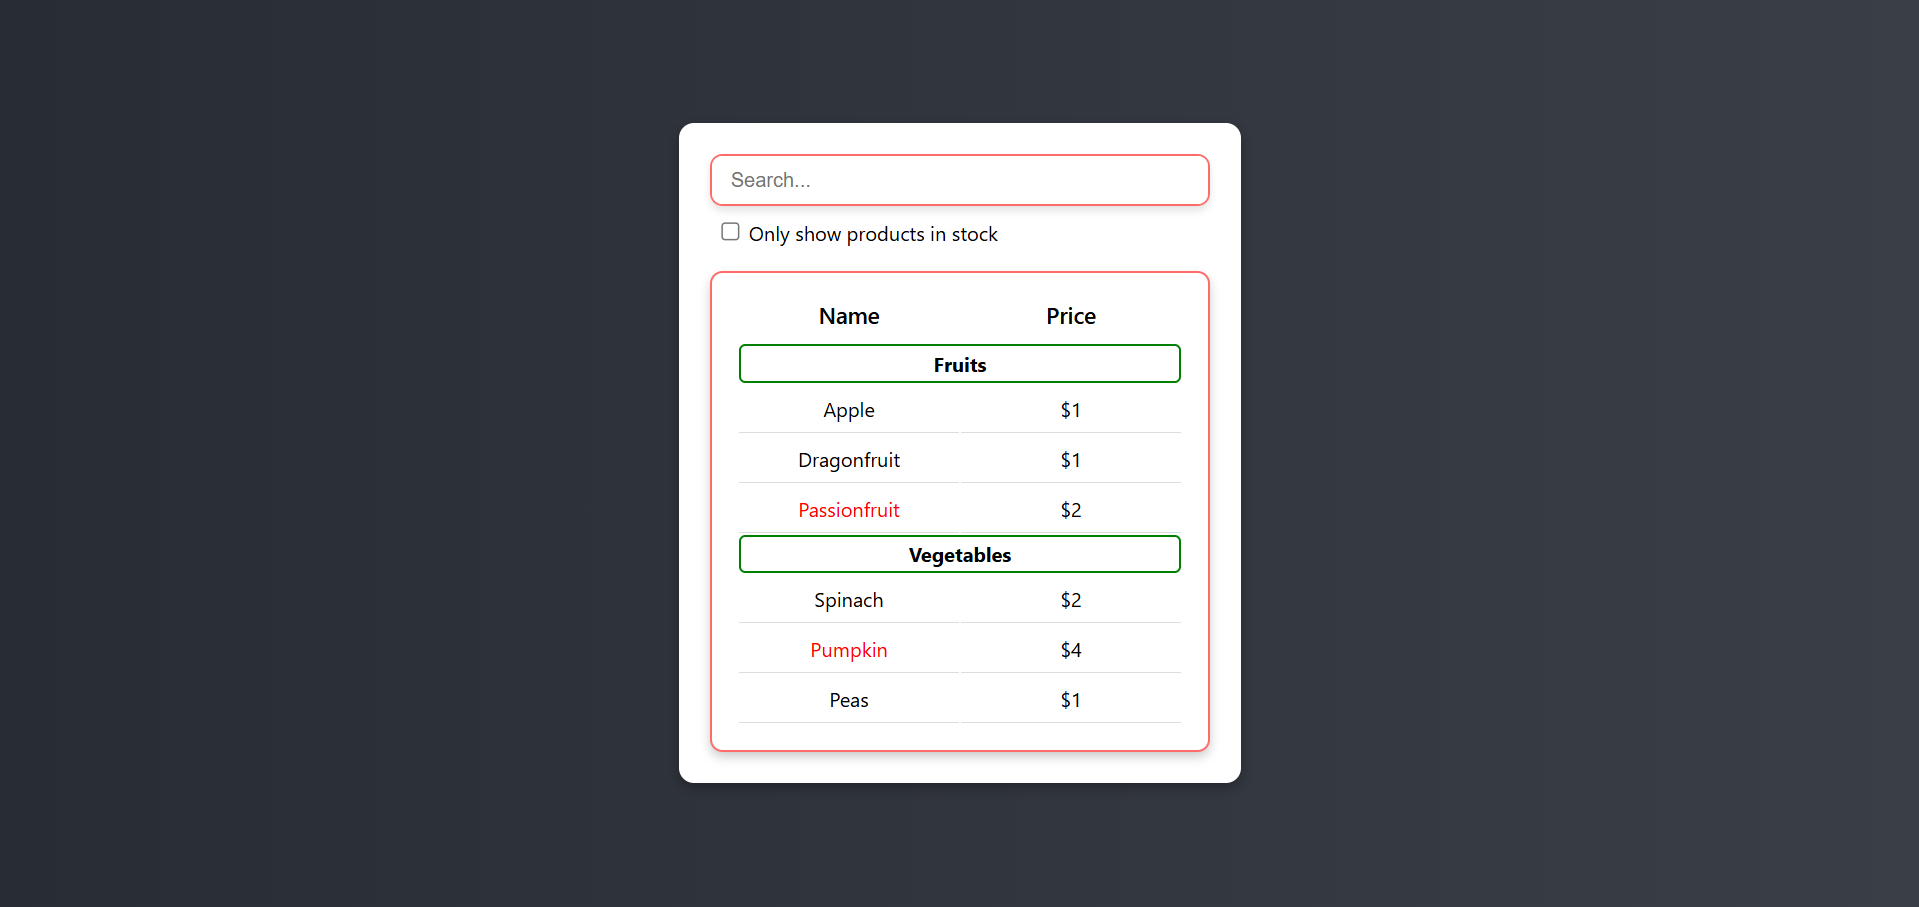 Search...
Only show products in stock
Name Price
Fruits
Apple $1
Dragonfruit $1
Passionfruit $2
Vegetables
Spinach $2
Pumpkin $4
Peas $1